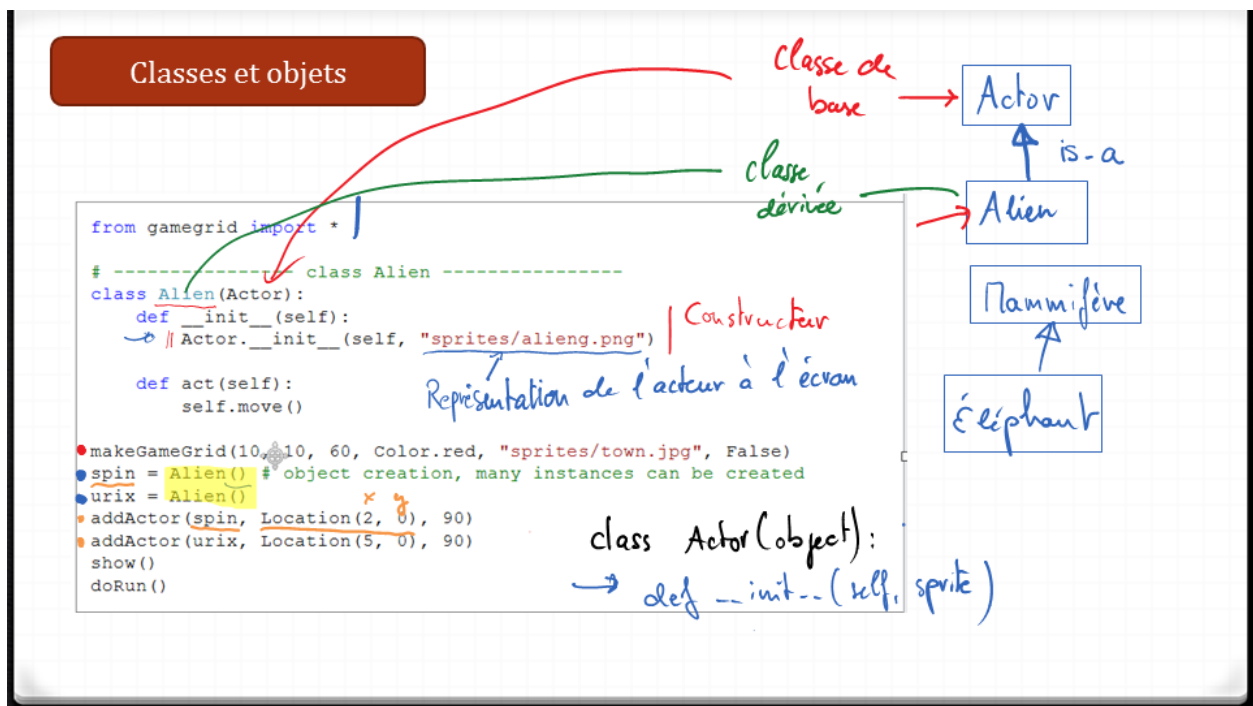 Classes et objets
Classe de
base
Actor
is-a
classe
dérivée
Alien
from gamegrid import *
# ---------------- class Alien ----------------
class Alien(Actor):
    def __init__(self):
        Actor.__init__(self, "sprites/alieng.png")
Constructeur
Mammifère
    def act(self):
        self.move()
Représentation de l'acteur à l'écran
Éléphant
makeGameGrid(10, 10, 60, Color.red, "sprites/town.jpg", False)
spin = Alien() # object creation, many instances can be created
urix = Alien()
x y
addActor(spin, Location(2, 0), 90)
addActor(urix, Location(5, 0), 90)
show()
doRun()
class Actor(object):
def __init__(self, sprite)